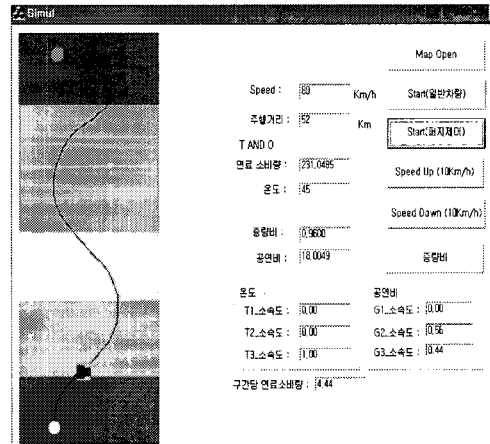 Simul
Map Open
Speed : 80 Km/h
Start(일반차량)
주행거리 : 52 Km
Start(퍼지제어)
T AND O
연료 소비량 : 231,0485
Speed Up (10Km/h)
온도 : 45
Speed Down (10Km/h)
중량비 : 0,9600
공연비 : 18,0049
중량비
온도
공연비
T1_소속도 : 0,00
G1_소속도 : 0,00
T2_소속도 : 0,00
G2_소속도 : 0,56
T3_소속도 : 1,00
G3_소속도 : 0,44
구간당 연료소비량 : 4,44